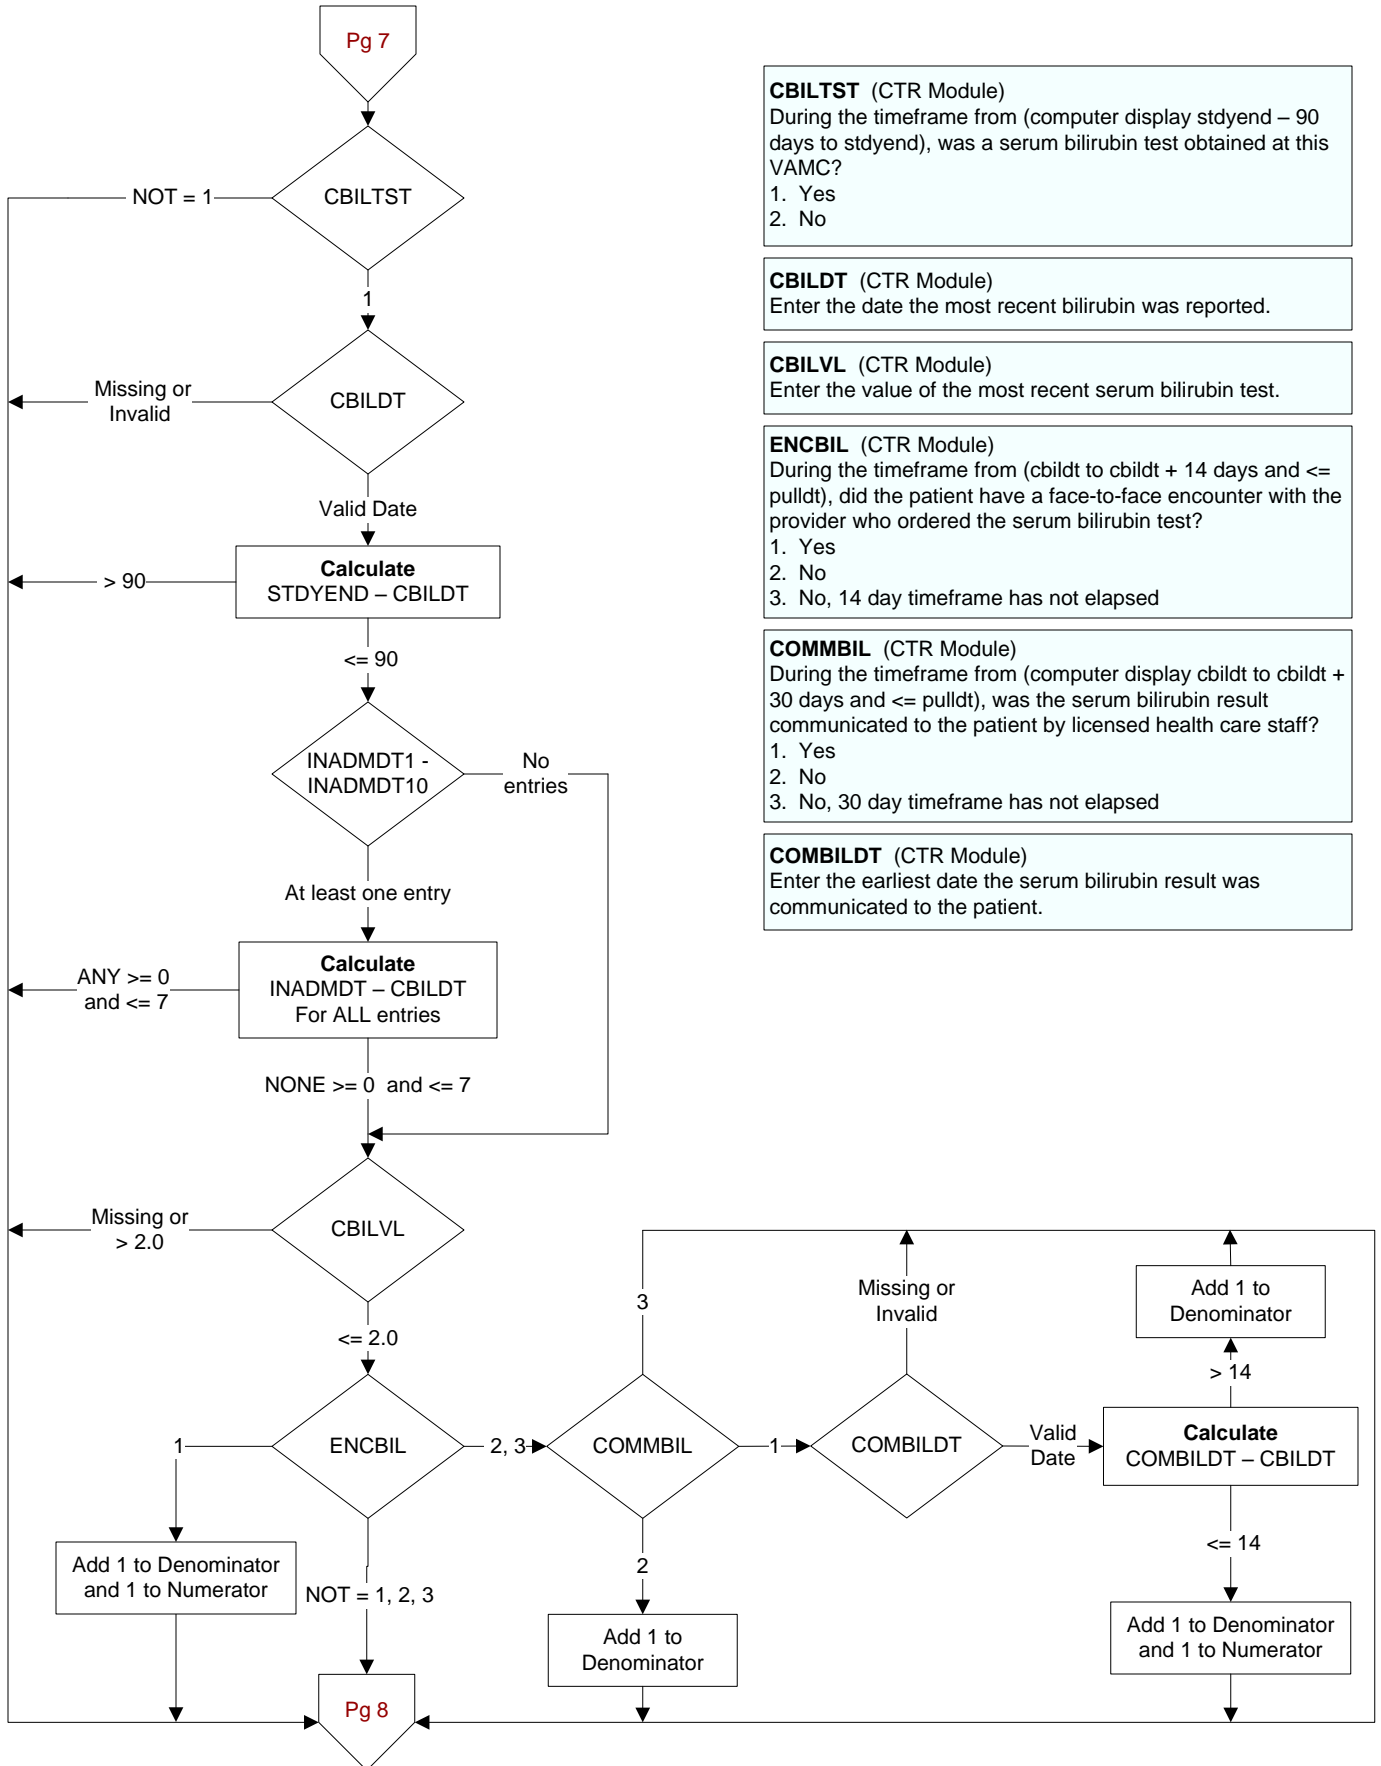 Pg 7
CBILTST
NOT = 1
1
CBILDT
Missing or
Invalid
Valid Date
Calculate
STDYEND – CBILDT
> 90
<= 90
INADMDT1 -
INADMDT10
No
entries
At least one entry
Calculate
INADMDT – CBILDT
For ALL entries
ANY >= 0
and <= 7
NONE >= 0 and <= 7
CBILVL
Missing or
> 2.0
<= 2.0
ENCBIL
1
2, 3
NOT = 1, 2, 3
Add 1 to Denominator
and 1 to Numerator
COMMBIL
3
1
2
Add 1 to
Denominator
COMBILDT
Missing or
Invalid
Valid
Date
Calculate
COMBILDT – CBILDT
> 14
Add 1 to
Denominator
<= 14
Add 1 to Denominator
and 1 to Numerator
Pg 8
CBILTST (CTR Module)
During the timeframe from (computer display stdyend – 90
days to stdyend), was a serum bilirubin test obtained at this
VAMC?
1. Yes
2. No
CBILDT (CTR Module)
Enter the date the most recent bilirubin was reported.
CBILVL (CTR Module)
Enter the value of the most recent serum bilirubin test.
ENCBIL (CTR Module)
During the timeframe from (cbildt to cbildt + 14 days and <=
pulldt), did the patient have a face-to-face encounter with the
provider who ordered the serum bilirubin test?
1. Yes
2. No
3. No, 14 day timeframe has not elapsed
COMMBIL (CTR Module)
During the timeframe from (computer display cbildt to cbildt +
30 days and <= pulldt), was the serum bilirubin result
communicated to the patient by licensed health care staff?
1. Yes
2. No
3. No, 30 day timeframe has not elapsed
COMBILDT (CTR Module)
Enter the earliest date the serum bilirubin result was
communicated to the patient.